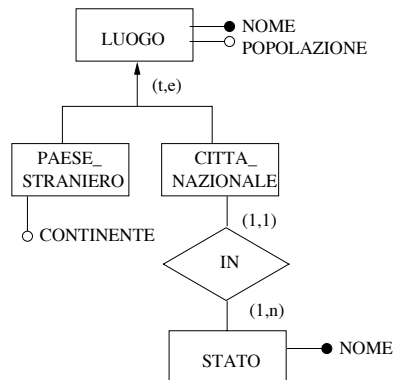 NOME
LUOGO
POPOLAZIONE
(t,e)
PAESE_
STRANIERO
CITTA_
NAZIONALE
CONTINENTE
(1,1)
IN
(1,n)
STATO
NOME